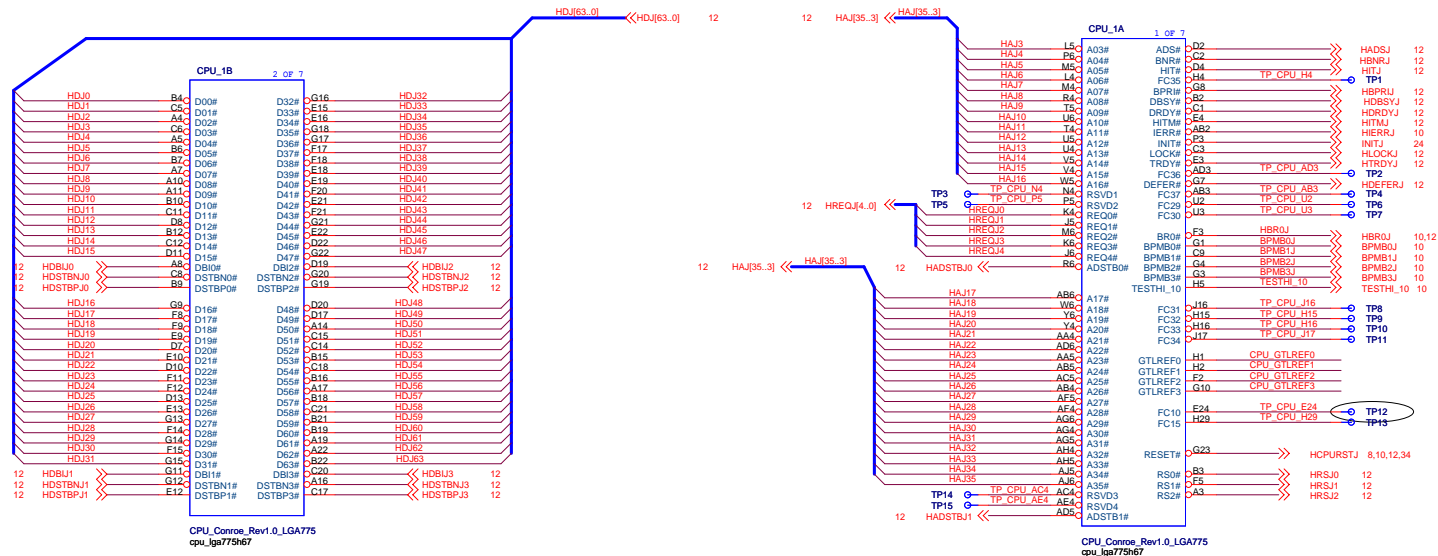 HDJ[63..0] HDJ[63..0] 12
CPU_1B
2 OF 7
HDJ0 B4 D00# D32# G16 HDJ32
HDJ1 C5 D01# D33# E15 HDJ33
HDJ2 A4 D02# D34# E16 HDJ34
HDJ3 C6 D03# D35# G18 HDJ35
HDJ4 A5 D04# D36# G17 HDJ36
HDJ5 B6 D05# D37# F17 HDJ37
HDJ6 B7 D06# D38# F18 HDJ38
HDJ7 A7 D07# D39# E18 HDJ39
HDJ8 A10 D08# D40# E19 HDJ40
HDJ9 A11 D09# D41# F20 HDJ41
HDJ10 B10 D10# D42# E21 HDJ42
HDJ11 C11 D11# D43# F21 HDJ43
HDJ12 D8 D12# D44# G21 HDJ44
HDJ13 B12 D13# D45# E22 HDJ45
HDJ14 C12 D14# D46# D22 HDJ46
HDJ15 D11 D15# D47# G22 HDJ47
12 HDBIJ0 A8 DBI0# DBI2# D19 HDBIJ2 12
12 HDSTBNJ0 C8 DSTBN0# DSTBN2# G20 HDSTBNJ2 12
12 HDSTBPJ0 B9 DSTBP0# DSTBP2# G19 HDSTBPJ2 12
HDJ16 G9 D16# D48# D20 HDJ48
HDJ17 F8 D17# D49# D17 HDJ49
HDJ18 F9 D18# D50# A14 HDJ50
HDJ19 E9 D19# D51# C15 HDJ51
HDJ20 D7 D20# D52# C14 HDJ52
HDJ21 E10 D21# D53# B15 HDJ53
HDJ22 D10 D22# D54# C18 HDJ54
HDJ23 F11 D23# D55# B16 HDJ55
HDJ24 F12 D24# D56# A17 HDJ56
HDJ25 D13 D25# D57# B18 HDJ57
HDJ26 E13 D26# D58# C21 HDJ58
HDJ27 G13 D27# D59# B21 HDJ59
HDJ28 F14 D28# D60# B19 HDJ60
HDJ29 G14 D29# D61# A19 HDJ61
HDJ30 F15 D30# D62# A22 HDJ62
HDJ31 G15 D31# D63# B22 HDJ63
12 HDBIJ1 G11 DBI1# DBI3# C20 HDBIJ3 12
12 HDSTBNJ1 G12 DSTBN1# DSTBN3# A16 HDSTBNJ3 12
12 HDSTBPJ1 E12 DSTBP1# DSTBP3# C17 HDSTBPJ3 12
CPU_Conroe_Rev1.0_LGA775
cpu_lga775h67
12 HAJ[35..3] HAJ[35..3]
CPU_1A
1 OF 7
HAJ3 L5 A03# ADS# D2 HADSJ 12
HAJ4 P6 A04# BNR# C2 HBNRJ 12
HAJ5 M5 A05# HIT# D4 HITJ 12
HAJ6 L4 A06# FC35 H4 TP_CPU_H4 TP1
HAJ7 M4 A07# BPRI# G8 HBPRIJ 12
HAJ8 R4 A08# DBSY# B2 HDBSYJ 12
HAJ9 T5 A09# DRDY# C1 HDRDYJ 12
HAJ10 U6 A10# HITM# E4 HITMJ 12
HAJ11 T4 A11# IERR# AB2 HIERRJ 10
HAJ12 U5 A12# INIT# P3 INITJ 24
HAJ13 U4 A13# LOCK# C3 HLOCKJ 12
HAJ14 V5 A14# TRDY# E3 HTRDYJ 12
HAJ15 V4 A15# FC36 AD3 TP_CPU_AD3 TP2
HAJ16 W5 A16# DEFER# G7 HDEFERJ 12
TP3 TP_CPU_N4 N4 RSVD1 FC37 AB3 TP_CPU_AB3 TP4
TP5 TP_CPU_P5 P5 RSVD2 FC29 U2 TP_CPU_U2 TP6
12 HREQJ[4..0] HREQJ0 K4 REQ0# FC30 U3 TP_CPU_U3 TP7
HREQJ1 J5 REQ1#
HREQJ2 M6 REQ2# BR0# F3 HBR0J HBR0J 10,12
HREQJ3 K6 REQ3# BPMB0# G1 BPMB0J BPMB0J 10
HREQJ4 J6 REQ4# BPMB1# C9 BPMB1J BPMB1J 10
12 HAJ[35..3] HAJ[35..3] 12 HADSTBJ0 R6 ADSTB0# BPMB2# G4 BPMB2J BPMB2J 10
BPMB3# G3 BPMB3J BPMB3J 10
TESTHI_10 H5 TESTHI_10 TESTHI_10 10
HAJ17 AB6 A17#
HAJ18 W6 A18# FC31 J16 TP_CPU_J16 TP8
HAJ19 Y6 A19# FC32 H15 TP_CPU_H15 TP9
HAJ20 Y4 A20# FC33 H16 TP_CPU_H16 TP10
HAJ21 AA4 A21# FC34 J17 TP_CPU_J17 TP11
HAJ22 AD6 A22#
HAJ23 AA5 A23# GTLREF0 H1 CPU_GTLREF0
HAJ24 AB5 A24# GTLREF1 H2 CPU_GTLREF1
HAJ25 AC5 A25# GTLREF2 F2 CPU_GTLREF2
HAJ26 AB4 A26# GTLREF3 G10 CPU_GTLREF3
HAJ27 AF5 A27#
HAJ28 AF4 A28# FC10 E24 TP_CPU_E24 TP12
HAJ29 AG6 A29# FC15 H29 TP_CPU_H29 TP13
HAJ30 AG4 A30#
HAJ31 AG5 A31#
HAJ32 AH4 A32# RESET# G23 HCPURSTJ 8,10,12,34
HAJ33 AH5 A33#
HAJ34 AJ5 A34# RS0# B3 HRSJ0 12
HAJ35 AJ6 A35# RS1# F5 HRSJ1 12
TP14 TP_CPU_AC4 AC4 RSVD3 RS2# A3 HRSJ2 12
TP15 TP_CPU_AE4 AE4 RSVD4
12 HADSTBJ1 AD5 ADSTB1#
CPU_Conroe_Rev1.0_LGA775
cpu_lga775h67